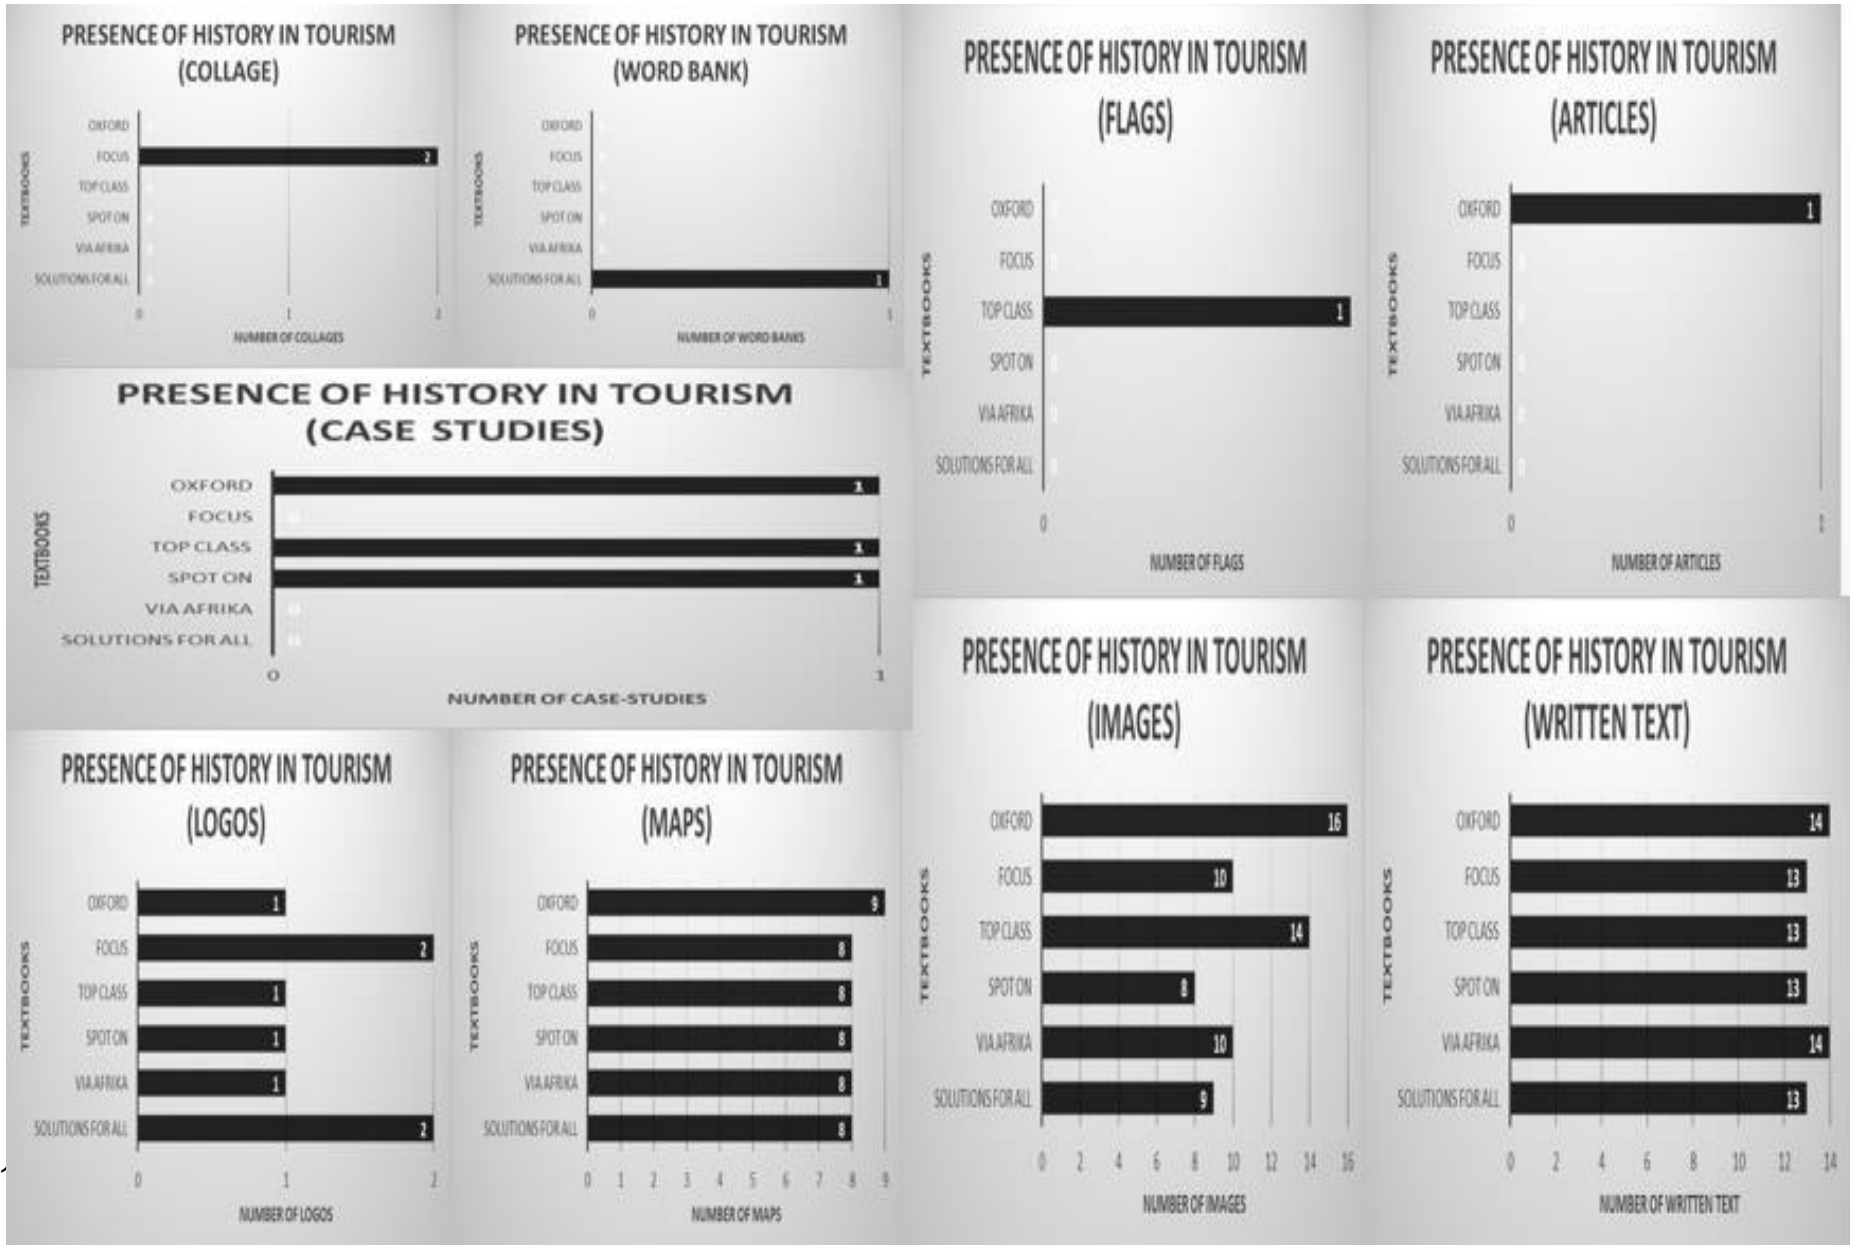 PRESENCE OF HISTORY IN TOURISM
(COLLAGE)
TEXTBOOKS
OXFORD
FOCUS
2
TOP CLASS
SPOT ON
VIA AFRIKA
SOLUTIONS FOR ALL
0 1 2
NUMBER OF COLLAGES
PRESENCE OF HISTORY IN TOURISM
(WORD BANK)
TEXTBOOKS
OXFORD
FOCUS
TOP CLASS
SPOT ON
VIA AFRIKA
SOLUTIONS FOR ALL
1
0 1
NUMBER OF WORD BANKS
PRESENCE OF HISTORY IN TOURISM
(FLAGS)
TEXTBOOKS
OXFORD
FOCUS
TOP CLASS
1
SPOT ON
VIA AFRIKA
SOLUTIONS FOR ALL
0
NUMBER OF FLAGS
PRESENCE OF HISTORY IN TOURISM
(ARTICLES)
TEXTBOOKS
OXFORD
1
FOCUS
TOP CLASS
SPOT ON
VIA AFRIKA
SOLUTIONS FOR ALL
0 1
NUMBER OF ARTICLES
PRESENCE OF HISTORY IN TOURISM
(CASE STUDIES)
TEXTBOOKS
OXFORD
1
FOCUS
TOP CLASS
1
SPOT ON
1
VIA AFRIKA
SOLUTIONS FOR ALL
0 1
NUMBER OF CASE-STUDIES
PRESENCE OF HISTORY IN TOURISM
(LOGOS)
TEXTBOOKS
OXFORD
1
FOCUS
2
TOP CLASS
1
SPOT ON
1
VIA AFRIKA
1
SOLUTIONS FOR ALL
2
0 1 2
NUMBER OF LOGOS
PRESENCE OF HISTORY IN TOURISM
(MAPS)
TEXTBOOKS
OXFORD
9
FOCUS
8
TOP CLASS
8
SPOT ON
8
VIA AFRIKA
8
SOLUTIONS FOR ALL
8
0 1 2 3 4 5 6 7 8 9
NUMBER OF MAPS
PRESENCE OF HISTORY IN TOURISM
(IMAGES)
TEXTBOOKS
OXFORD
16
FOCUS
10
TOP CLASS
14
SPOT ON
8
VIA AFRIKA
10
SOLUTIONS FOR ALL
9
0 2 4 6 8 10 12 14 16
NUMBER OF IMAGES
PRESENCE OF HISTORY IN TOURISM
(WRITTEN TEXT)
TEXTBOOKS
OXFORD
14
FOCUS
13
TOP CLASS
13
SPOT ON
13
VIA AFRIKA
14
SOLUTIONS FOR ALL
13
0 2 4 6 8 10 12 14
NUMBER OF WRITTEN TEXT